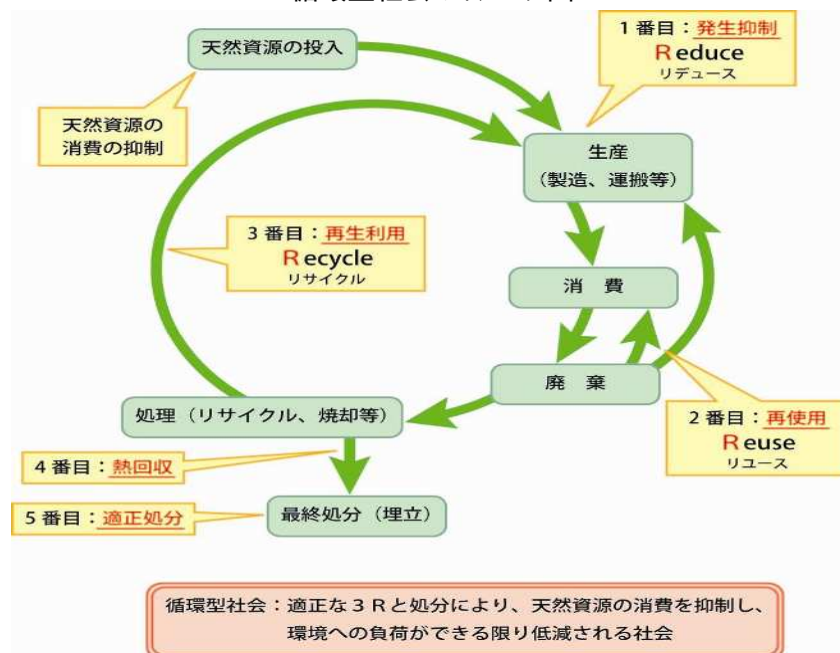 天然資源の投入
1番目：発生抑制
Reduce
リデュース
天然資源の
消費の抑制
生産
（製造、運搬等）
3番目：再生利用
Recycle
リサイクル
消　費
廃　棄
処理（リサイクル、焼却等）
2番目：再使用
Reuse
リユース
4番目：熱回収
5番目：適正処分
最終処分（埋立）
循環型社会：適正な３Ｒと処分により、天然資源の消費を抑制し、
環境への負荷ができる限り低減される社会